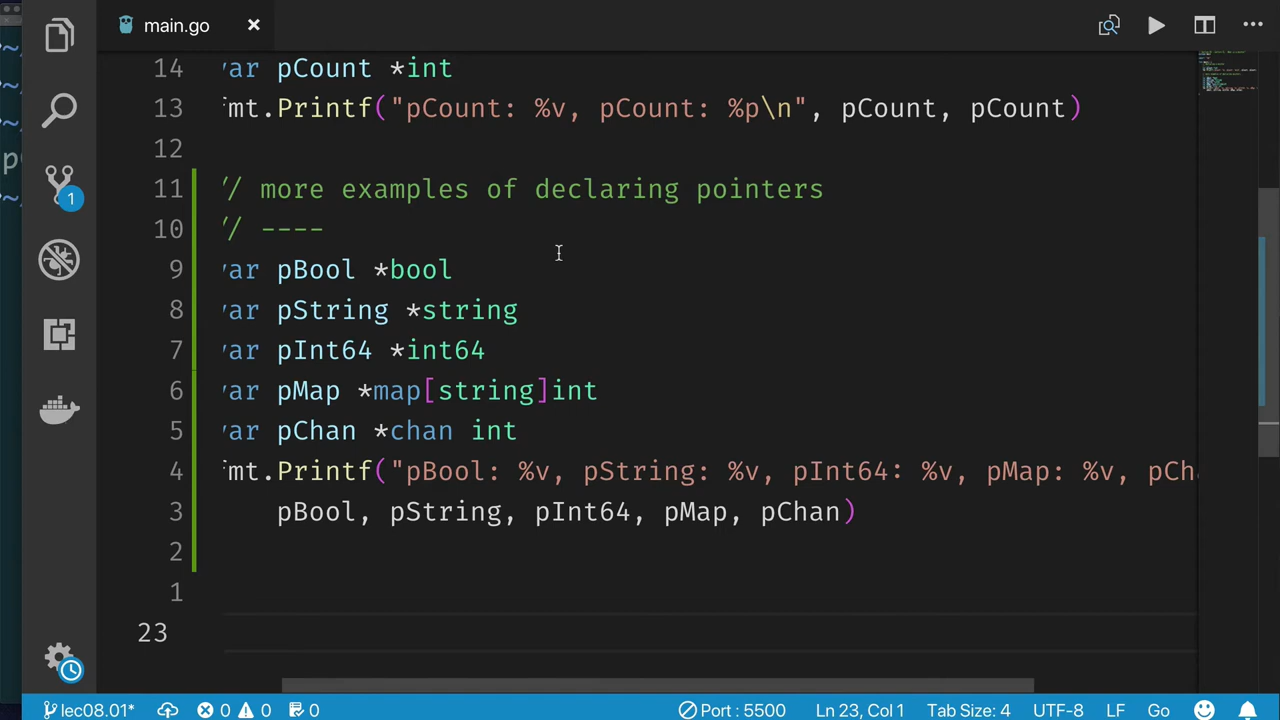 main.go
14 var pCount *int
13 fmt.Printf("pCount: %v, pCount: %p\n", pCount, pCount)
12
11 // more examples of declaring pointers
10 // ----
9 var pBool *bool
8 var pString *string
7 var pInt64 *int64
6 var pMap *map[string]int
5 var pChan *chan int
4 fmt.Printf("pBool: %v, pString: %v, pInt64: %v, pMap: %v, pCha
3 pBool, pString, pInt64, pMap, pChan)
2
1
23
1
lec08.01* 0 0 0 Port : 5500 Ln 23, Col 1 Tab Size: 4 UTF-8 LF Go